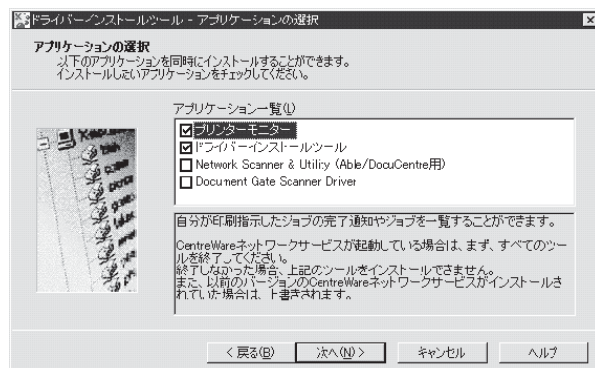 ドライバーインストールツール - アプリケーションの選択
アプリケーションの選択
以下のアプリケーションを同時にインストールすることができます。
インストールしたいアプリケーションをチェックしてください。
アプリケーション一覧(L)
プリンターモニター
ドライバーインストールツール
Network Scanner & Utility (Able/DocuCentre用)
Document Gate Scanner Driver
自分が印刷指示したジョブの完了通知やジョブを一覧することができます。
CentreWareネットワークサービスが起動している場合は、まず、すべてのツー
ルを終了してください。
終了しなかった場合、上記のツールをインストールできません。
また、以前のバージョンのCentreWareネットワークサービスがインストールさ
れていた場合は、上書きされます。
< 戻る(B)
次へ(N) >
キャンセル
ヘルプ